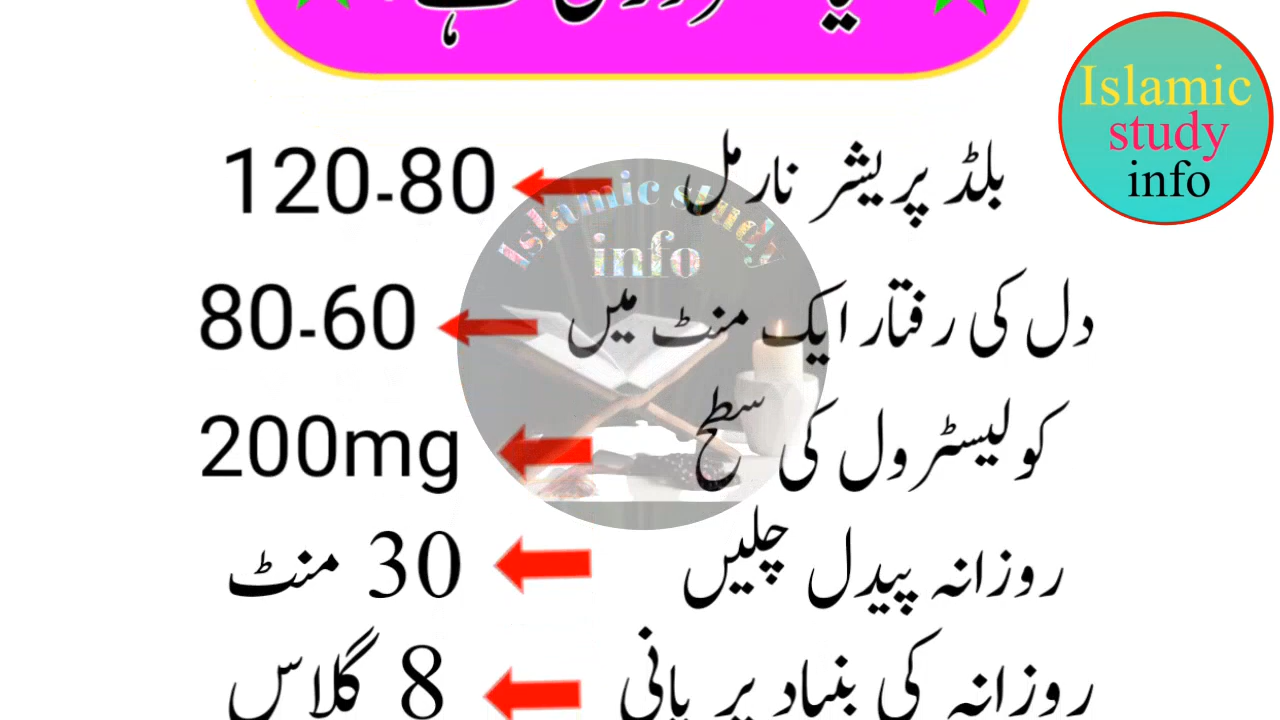 ہے
Islamic
study
info
بلڈ پریشر نارمل 120-80
Islamic study
info
دل کی رفتار ایک منٹ میں 80-60
کولیسٹرول کی سطح 200mg
روزانہ پیدل چلیں 30 منٹ
روزانہ کی بنیاد پر پانی 8 گلاس